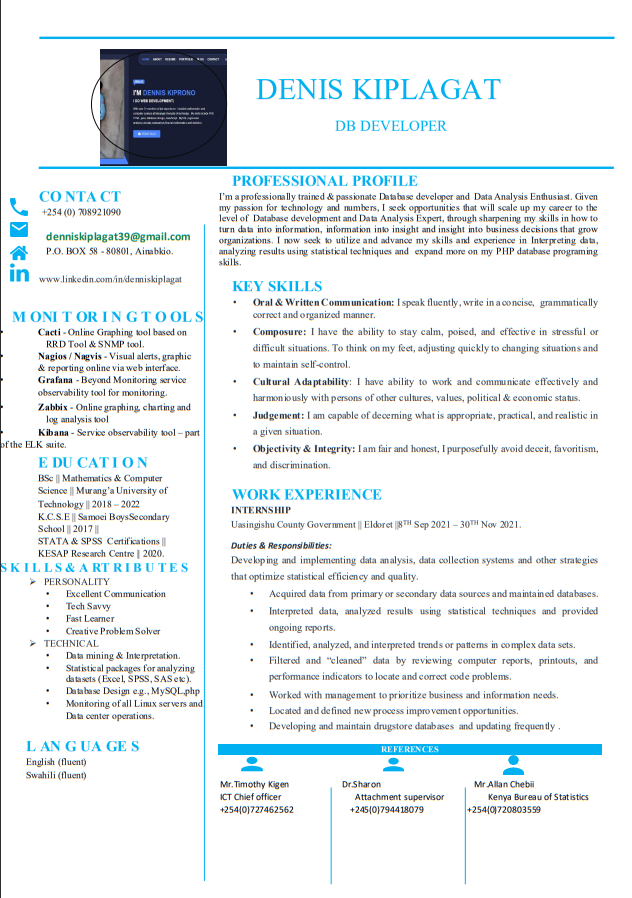 HOME ABOUT RESUME PORTFOLIO BLOG CONTACT
I'M DENNIS KIPRONO
I DO WEB DEVELOPMENT|
DENIS KIPLAGAT
DB DEVELOPER
CONTACT
+254 (0) 708921090
denniskiplagat39@gmail.com
P.O. BOX 58 - 80801, Ainabkio.
www.linkedin.com/in/denniskiplagat
MONITORING TOOLS
• Cacti - Online Graphing tool based on
RRD Tool & SNMP tool.
• Nagios / Nagvis - Visual alerts, graphic
& reporting online via web interface.
• Grafana - Beyond Monitoring service
observability tool for monitoring.
• Zabbix - Online graphing, charting and
log analysis tool
• Kibana - Service observability tool – part
of the ELK suite.
EDUCATION
BSc || Mathematics & Computer
Science || Murang’a University of
Technology || 2018 – 2022
K.C.S.E || Samoei BoysSecondary
School || 2017 ||
STATA & SPSS Certifications ||
KESAP Research Centre || 2020.
SKILLS & ARTRIBUTES
➢ PERSONALITY
• Excellent Communication
• Tech Savvy
• Fast Learner
• Creative Problem Solver
➢ TECHNICAL
• Data mining & Interpretation.
• Statistical packages for analyzing
datasets (Excel, SPSS, SAS etc).
• Database Design e.g., MySQL,php
• Monitoring of all Linux servers and
Data center operations.
LANGUAGES
English (fluent)
Swahili (fluent)
PROFESSIONAL PROFILE
I’m a professionally trained & passionate Database developer and Data Analysis Enthusiast. Given
my passion for technology and numbers, I seek opportunities that will scale up my career to the
level of Database development and Data Analysis Expert, through sharpening my skills in how to
turn data into information, information into insight and insight into business decisions that grow
organizations. I now seek to utilize and advance my skills and experience in Interpreting data,
analyzing results using statistical techniques and expand more on my PHP database programing
skills.
KEY SKILLS
• Oral & Written Communication: I speak fluently, write in a concise, grammatically
correct and organized manner.
• Composure: I have the ability to stay calm, poised, and effective in stressful or
difficult situations. To think on my feet, adjusting quickly to changing situations and
to maintain self-control.
• Cultural Adaptability: I have ability to work and communicate effectively and
harmoniously with persons of other cultures, values, political & economic status.
• Judgement: I am capable of decerning what is appropriate, practical, and realistic in
a given situation.
• Objectivity & Integrity: I am fair and honest, I purposefully avoid deceit, favoritism,
and discrimination.
WORK EXPERIENCE
INTERNSHIP
Uasingishu County Government || Eldoret ||8TH Sep 2021 – 30TH Nov 2021.
Duties & Responsibilities:
Developing and implementing data analysis, data collection systems and other strategies
that optimize statistical efficiency and quality.
• Acquired data from primary or secondary data sources and maintained databases.
• Interpreted data, analyzed results using statistical techniques and provided
ongoing reports.
• Identified, analyzed, and interpreted trends or patterns in complex data sets.
• Filtered and “cleaned” data by reviewing computer reports, printouts, and
performance indicators to locate and correct code problems.
• Worked with management to prioritize business and information needs.
• Located and defined new process improvement opportunities.
• Developing and maintain drugstore databases and updating frequently .
REFERENCES
Mr.Timothy Kigen
ICT Chief officer
+254(0)727462562
Dr.Sharon
Attachment supervisor
+245(0)794418079
Mr.Allan Chebii
Kenya Bureau of Statistics
+254(0)720803559